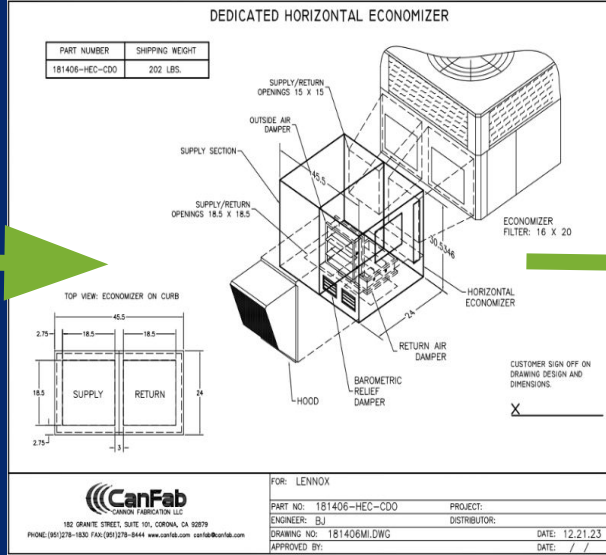 DEDICATED HORIZONTAL ECONOMIZER
PART NUMBER SHIPPING WEIGHT
181406-HEC-CDO 202 LBS.
SUPPLY/RETURN
OPENINGS 15 X 15
OUTSIDE AIR
DAMPER
SUPPLY SECTION
45.5
SUPPLY/RETURN
OPENINGS 18.5 X 18.5
ECONOMIZER
FILTER: 16 X 20
30.5346
HORIZONTAL
ECONOMIZER
24
RETURN AIR
DAMPER
BAROMETRIC
RELIEF
DAMPER
HOOD
TOP VIEW: ECONOMIZER ON CURB
45.5
2.75 18.5 18.5
18.5 SUPPLY RETURN 24
2.75
3
CUSTOMER SIGN OFF ON
DRAWING DESIGN AND
DIMENSIONS.
X
CanFab
CANNON FABRICATION LLC
182 GRANITE STREET, SUITE 101, CORONA, CA 92879
PHONE:(951)278-1830 FAX:(951)278-8444 www.canfab.com canfab@canfab.com
FOR: LENNOX
PART NO: 181406-HEC-CDO PROJECT:
ENGINEER: BJ DISTRIBUTOR:
DRAWING NO: 181406MI.DWG DATE: 12.21.23
APPROVED BY: DATE: / /